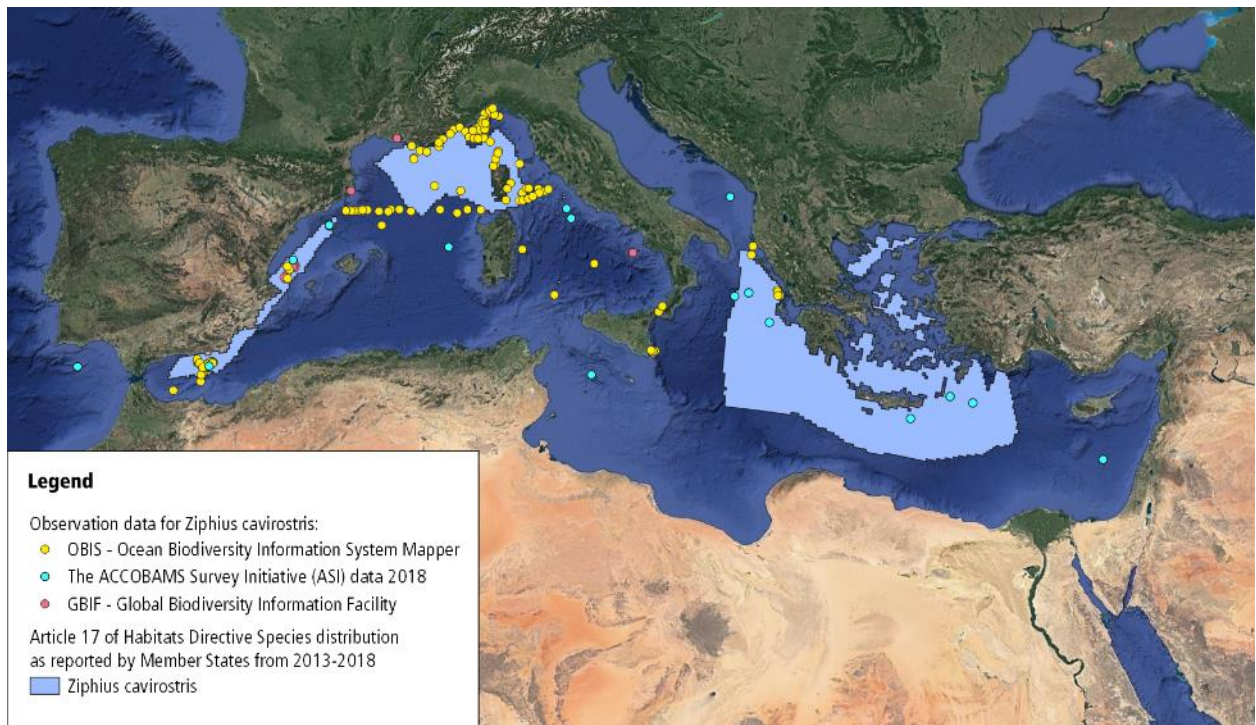 Legend
Observation data for Ziphius cavirostris:
OBIS - Ocean Biodiversity Information System Mapper
The ACCOBAMS Survey Initiative (ASI) data 2018
GBIF - Global Biodiversity Information Facility
Article 17 of Habitats Directive Species distribution
as reported by Member States from 2013-2018
Ziphius cavirostris